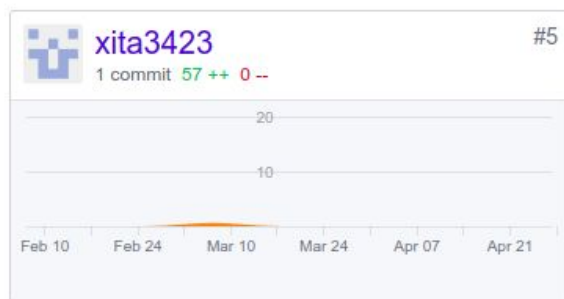 xita3423 #5
1 commit 57 ++ 0 --
20
10
Feb 10 Feb 24 Mar 10 Mar 24 Apr 07 Apr 21